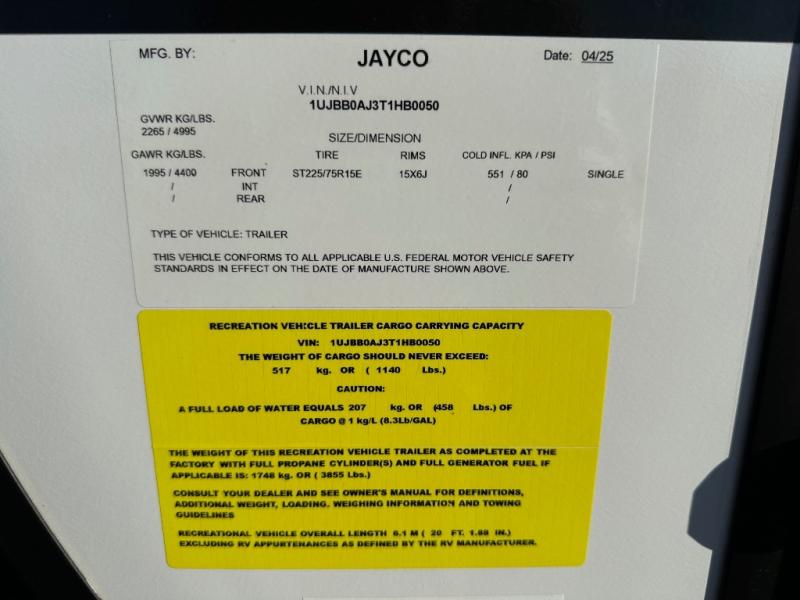 MFG. BY: JAYCO Date: 04/25
V.I.N./N.I.V
1UJBB0AJ3T1HB0050
GVWR KG/LBS.
2265 / 4995
SIZE/DIMENSION
GAWR KG/LBS. TIRE RIMS COLD INFL. KPA / PSI
1995 / 4400 FRONT ST225/75R15E 15X6J 551 / 80 SINGLE
/ INT /
/ REAR /
TYPE OF VEHICLE: TRAILER
THIS VEHICLE CONFORMS TO ALL APPLICABLE U.S. FEDERAL MOTOR VEHICLE SAFETY
STANDARDS IN EFFECT ON THE DATE OF MANUFACTURE SHOWN ABOVE.
RECREATION VEHICLE TRAILER CARGO CARRYING CAPACITY
VIN: 1UJBB0AJ3T1HB0050
THE WEIGHT OF CARGO SHOULD NEVER EXCEED:
517 kg. OR ( 1140 Lbs.)
CAUTION:
A FULL LOAD OF WATER EQUALS 207 kg. OR (458 Lbs.) OF
CARGO @ 1 kg/L (8.3Lb/GAL)
THE WEIGHT OF THIS RECREATION VEHICLE TRAILER AS COMPLETED AT THE
FACTORY WITH FULL PROPANE CYLINDER(S) AND FULL GENERATOR FUEL IF
APPLICABLE IS: 1748 kg. OR ( 3855 Lbs.)
CONSULT YOUR DEALER AND SEE OWNER'S MANUAL FOR DEFINITIONS,
ADDITIONAL WEIGHT, LOADING, WEIGHING INFORMATION AND TOWING
GUIDELINES
RECREATIONAL VEHICLE OVERALL LENGTH 6.1 M ( 20 FT. 1.88 IN.)
EXCLUDING RV APPURTENANCES AS DEFINED BY THE RV MANUFACTURER.